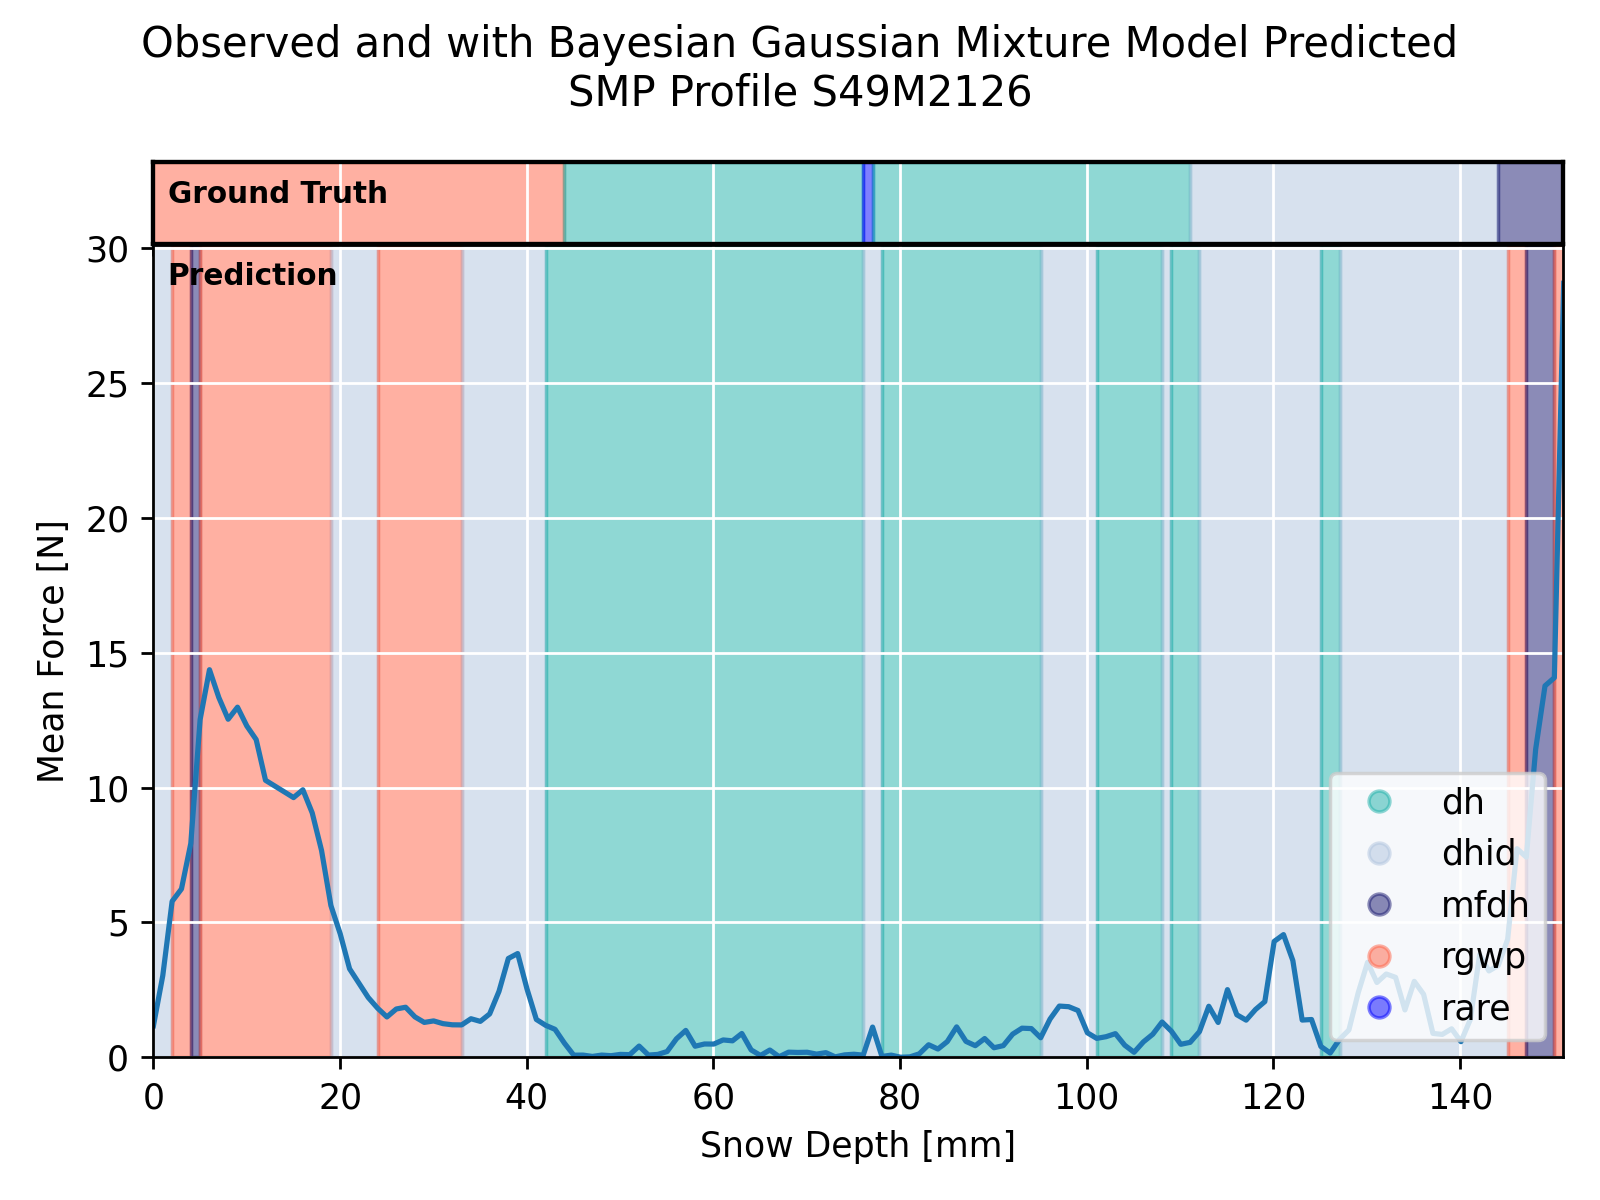 Observed and with Bayesian Gaussian Mixture Model Predicted
SMP Profile S49M2126
Ground Truth
Prediction
30
25
20
15
10
5
0
Mean Force [N]
dh
dhid
mfdh
rgwp
rare
0 20 40 60 80 100 120 140
Snow Depth [mm]